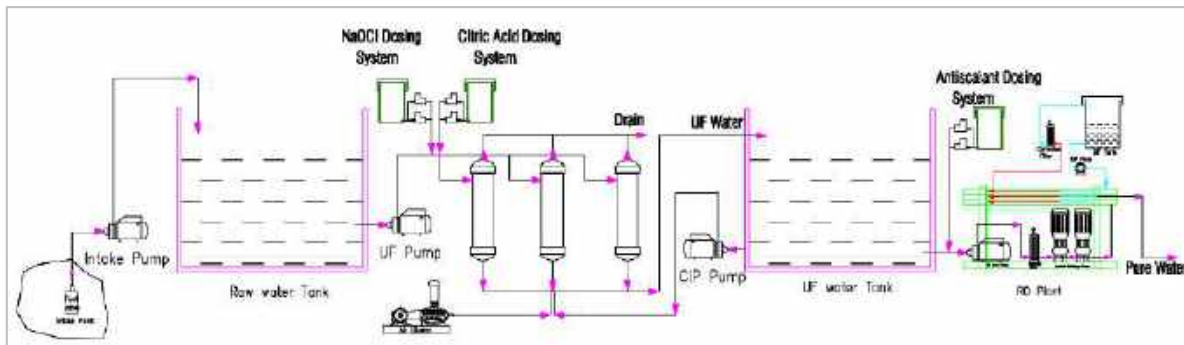 NaOCl Dosing
System
Citric Acid Dosing
System
Antiscalant Dosing
System
Drain
UF Water
Intake Pump
UF Pump
CIP Pump
Raw water Tank
UF water Tank
RO Plant
Pure Water